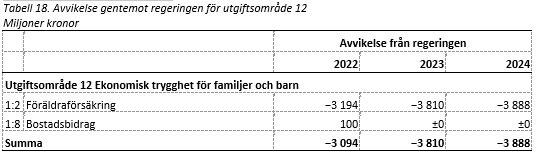 Tabell 18. Avvikelse gentemot regeringen för utgiftsområde 12
Miljoner kronor
Avvikelse från regeringen
2022 2023 2024
Utgiftsområde 12 Ekonomisk trygghet för familjer och barn
1:2 Föräldraförsäkring −3 194 −3 810 −3 888
1:8 Bostadsbidrag 100 ±0 ±0
Summa −3 094 −3 810 −3 888